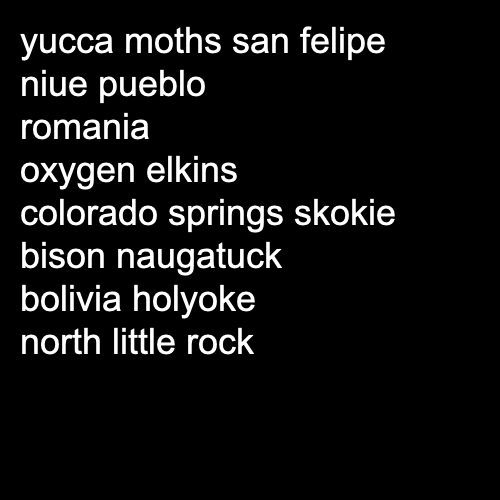 yucca moths san felipe
niue pueblo
romania
oxygen elkins
colorado springs skokie
bison naugatuck
bolivia holyoke
north little rock